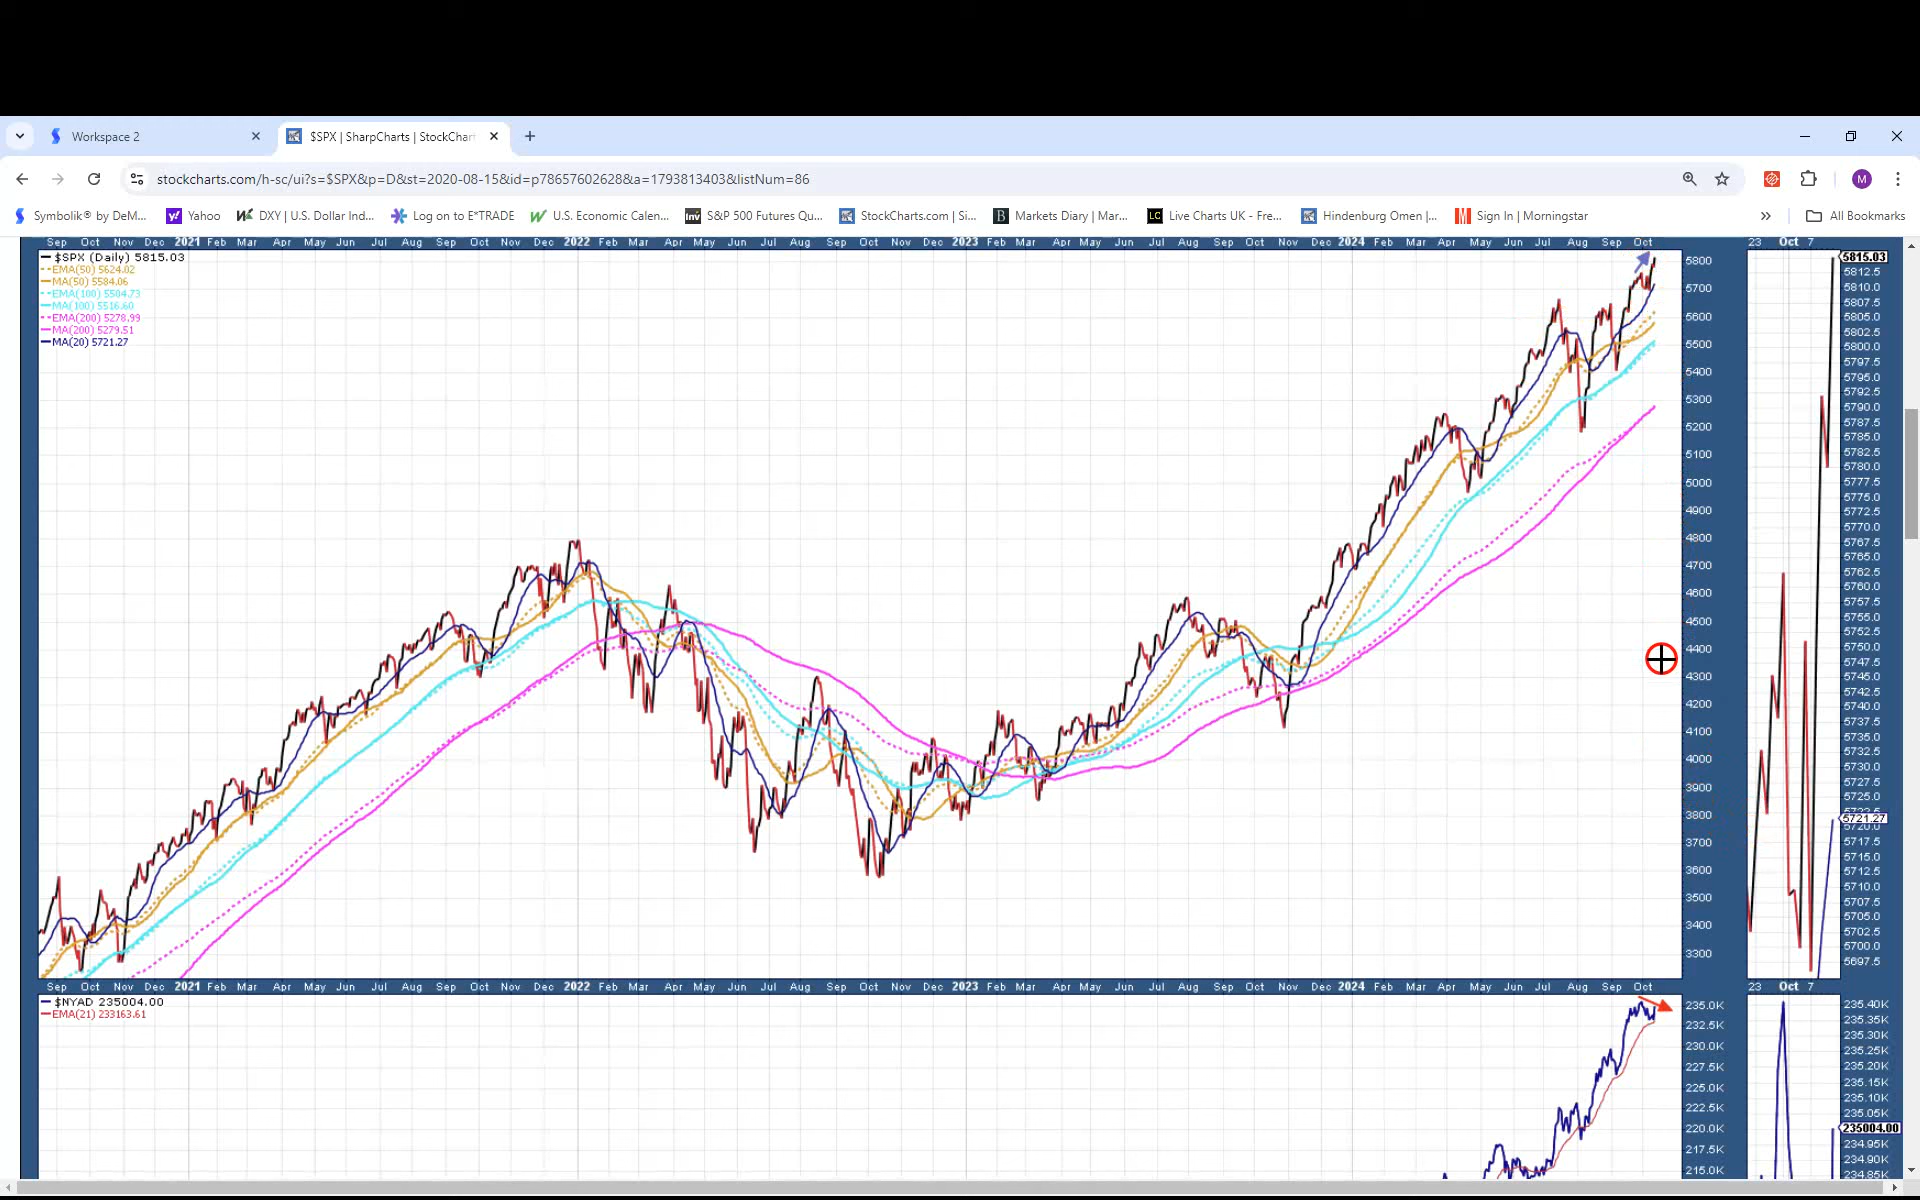 Workspace 2
$SPX | SharpCharts | StockChar
stockcharts.com/h-sc/ui?s=$SPX&p=D&st=2020-08-15&id=p78657602628&a=1793813403&listNum=86
M
Symbolik® by DeM... Yahoo DXY | U.S. Dollar Ind... Log on to E*TRADE U.S. Economic Calen... Inv S&P 500 Futures Qu... StockCharts.com | Si... B Markets Diary | Mar... LC Live Charts UK - Fre... Hindenburg Omen |... Sign In | Morningstar » All Bookmarks
Sep Oct Nov Dec 2021 Feb Mar Apr May Jun Jul Aug Sep Oct Nov Dec 2022 Feb Mar Apr May Jun Jul Aug Sep Oct Nov Dec 2023 Feb Mar Apr May Jun Jul Aug Sep Oct Nov Dec 2024 Feb Mar Apr May Jun Jul Aug Sep Oct 23 Oct 7
$SPX (Daily) 5815.03
EMA(50) 5624.02
MA(50) 5584.06
EMA(100) 5504.73
MA(100) 5516.60
EMA(200) 5278.99
MA(200) 5279.51
MA(20) 5721.27
5800
5700
5600
5500
5400
5300
5200
5100
5000
4900
4800
4700
4600
4500
4400
4300
4200
4100
4000
3900
3800
3700
3600
3500
3400
3300
5815.03
5812.5
5810.0
5807.5
5805.0
5802.5
5800.0
5797.5
5795.0
5792.5
5790.0
5787.5
5785.0
5782.5
5780.0
5777.5
5775.0
5772.5
5770.0
5767.5
5765.0
5762.5
5760.0
5757.5
5755.0
5752.5
5750.0
5747.5
5745.0
5742.5
5740.0
5737.5
5735.0
5732.5
5730.0
5727.5
5725.0
5721.27
5720.0
5717.5
5715.0
5712.5
5710.0
5707.5
5705.0
5702.5
5700.0
5697.5
Sep Oct Nov Dec 2021 Feb Mar Apr May Jun Jul Aug Sep Oct Nov Dec 2022 Feb Mar Apr May Jun Jul Aug Sep Oct Nov Dec 2023 Feb Mar Apr May Jun Jul Aug Sep Oct Nov Dec 2024 Feb Mar Apr May Jun Jul Aug Sep Oct 23 Oct 7
$NYAD 235004.00
EMA(21) 233163.61
235.0K
232.5K
230.0K
227.5K
225.0K
222.5K
220.0K
217.5K
215.0K
235.40K
235.35K
235.30K
235.25K
235.20K
235.15K
235.10K
235.05K
235004.00
234.95K
234.90K
234.85K